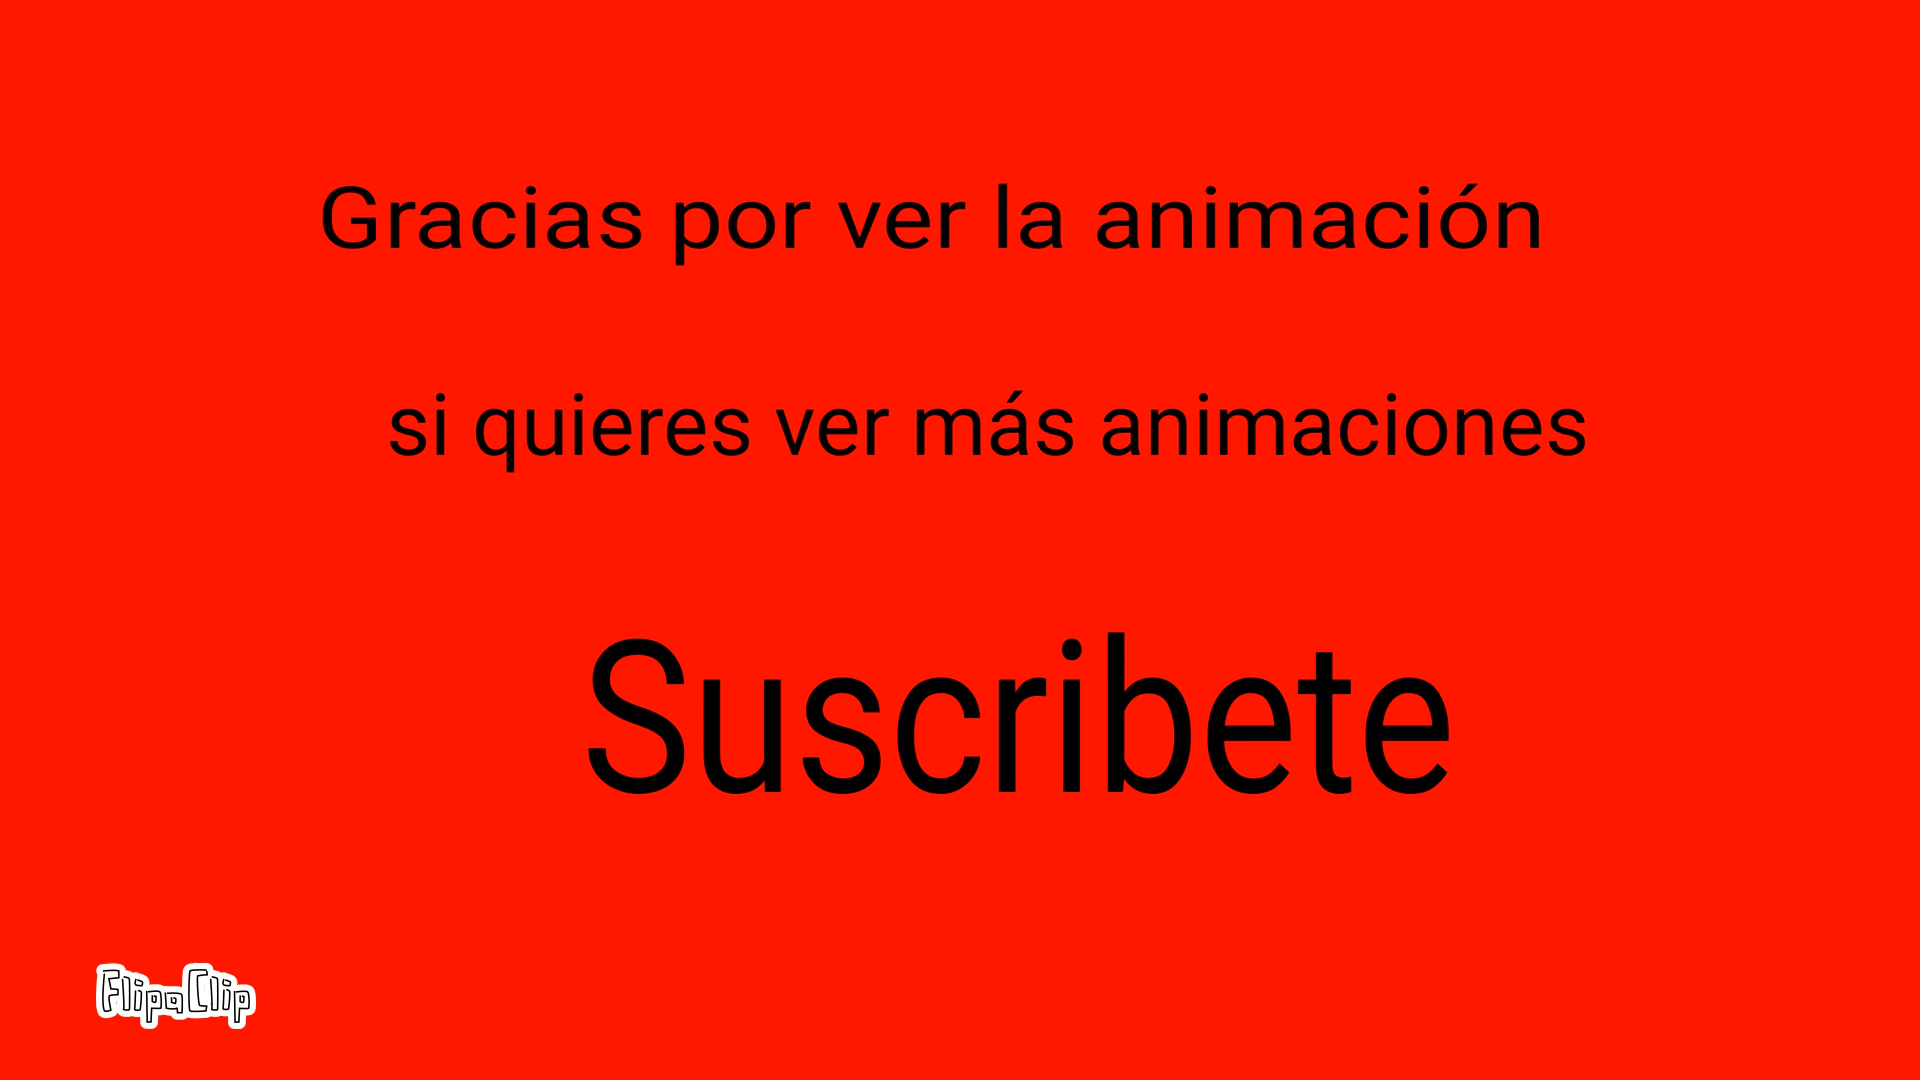 Gracias por ver la animación
si quieres ver más animaciones
Suscribete
FlipaClip